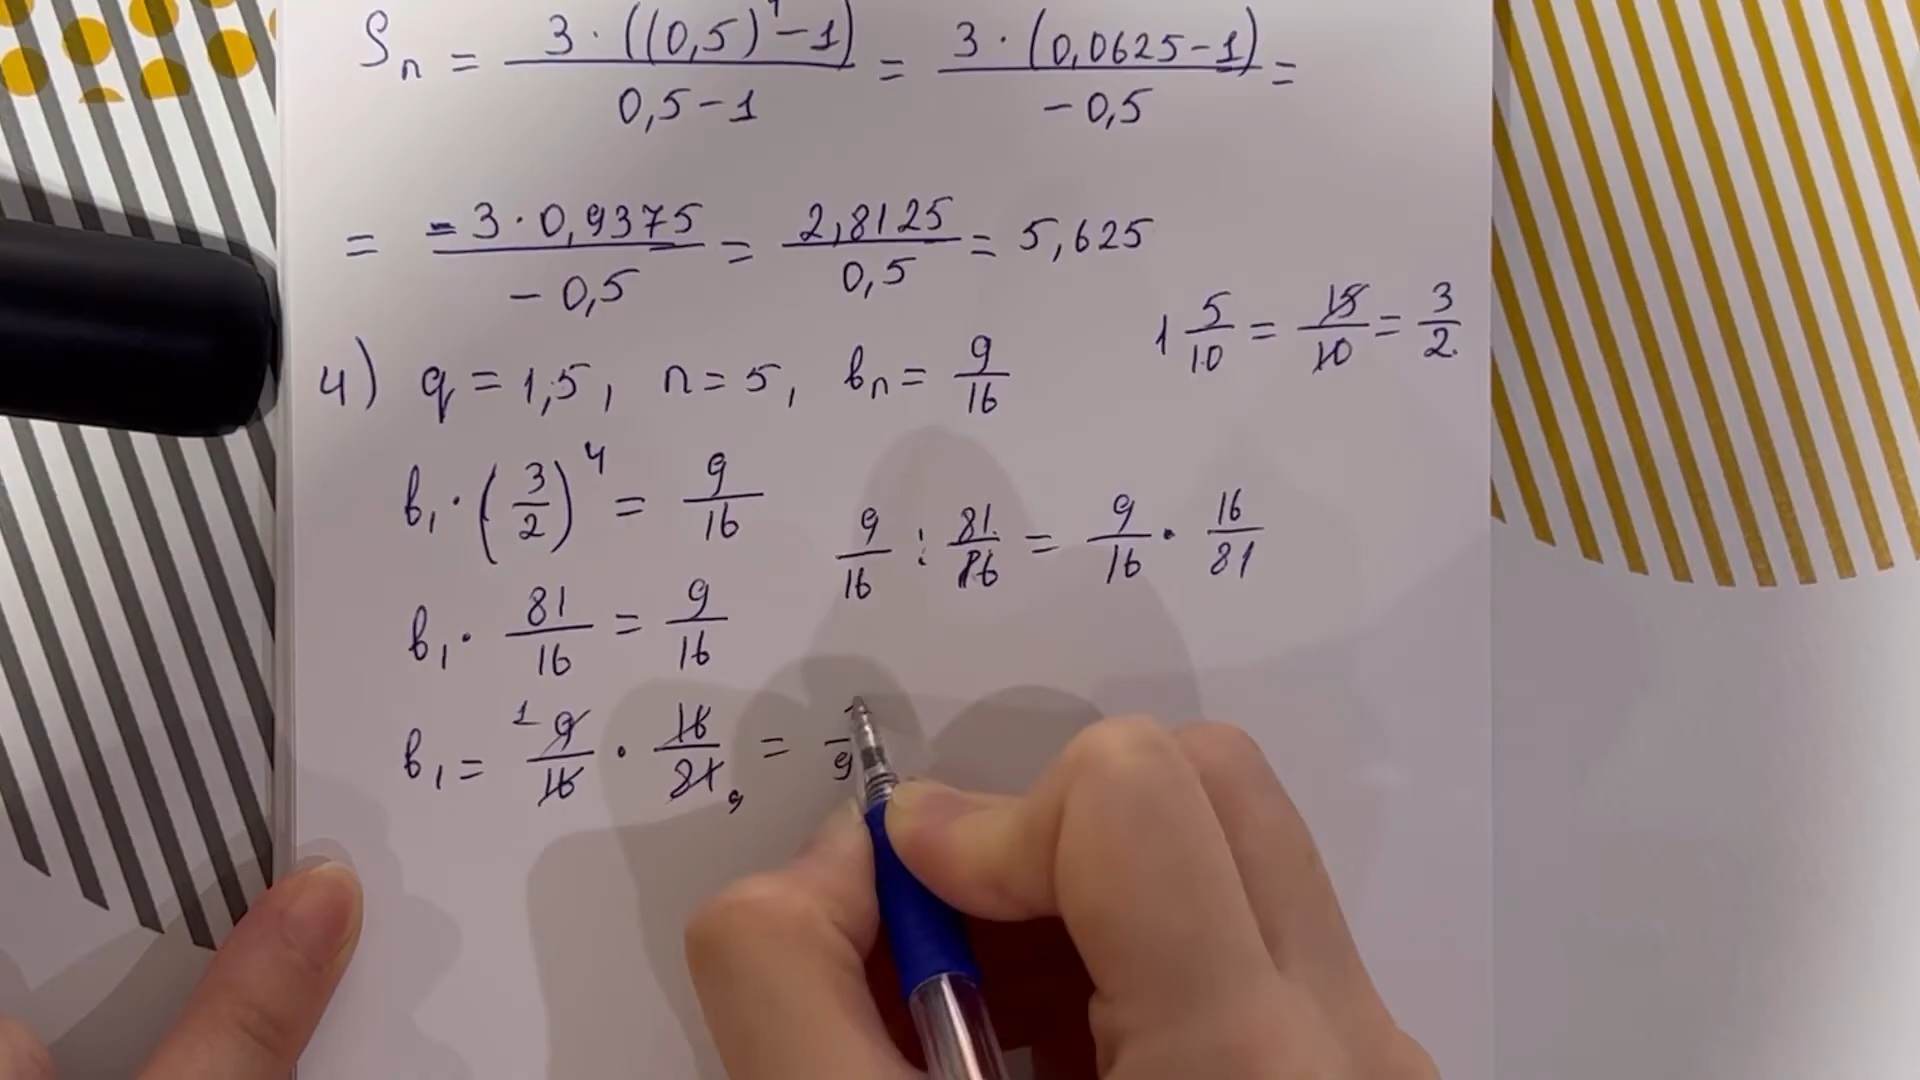 Sₙ = 3 · ((0,5)⁴ − 1) / 0,5 − 1 = 3 · (0,0625 − 1) / −0,5 =
= −3 · 0,9375 / −0,5 = 2,8125 / 0,5 = 5,625
1 5/10 = 15/10 = 3/2
4) q = 1,5, n = 5, bₙ = 9/16
b₁ · (3/2)⁴ = 9/16
9/16 : 81/16 = 9/16 · 16/81
b₁ · 81/16 = 9/16
b₁ = 1 9/16 · 16/81 9 = 1/9